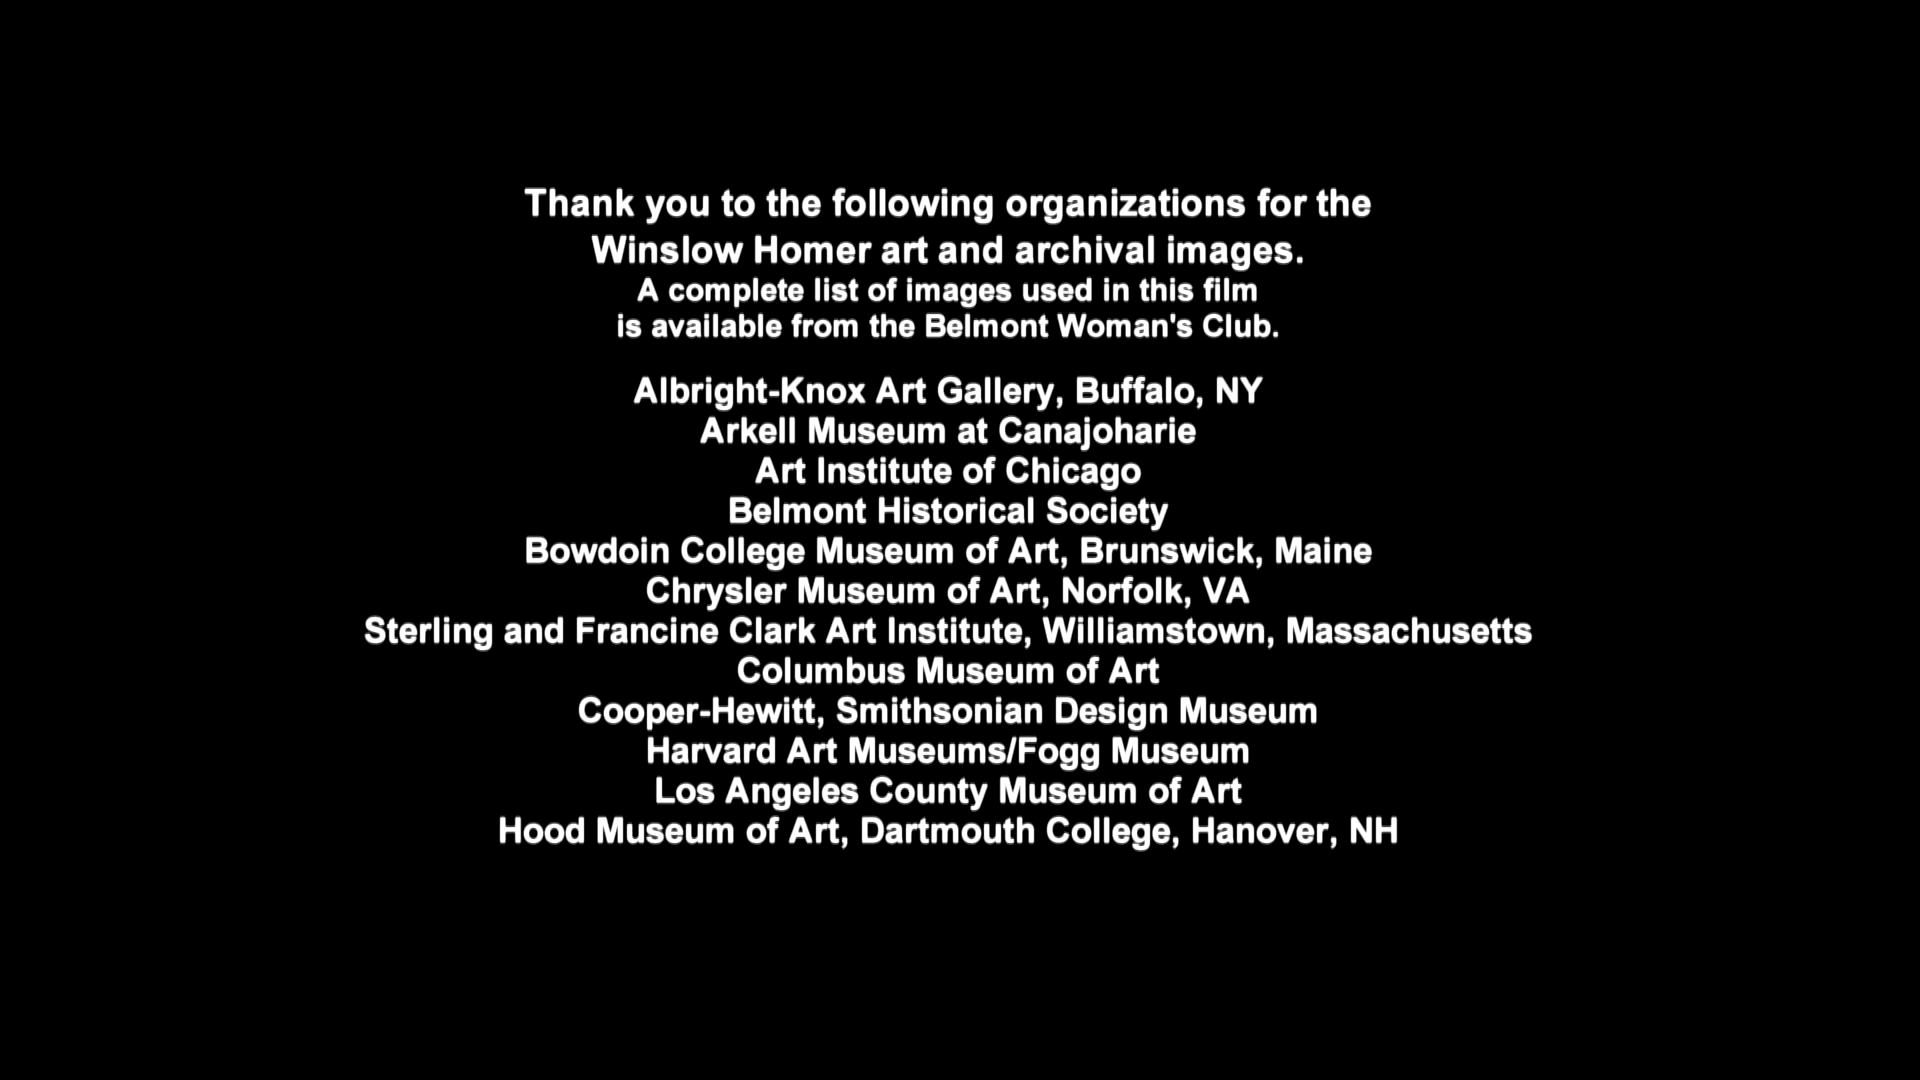 Thank you to the following organizations for the
Winslow Homer art and archival images.
A complete list of images used in this film
is available from the Belmont Woman's Club.
Albright-Knox Art Gallery, Buffalo, NY
Arkell Museum at Canajoharie
Art Institute of Chicago
Belmont Historical Society
Bowdoin College Museum of Art, Brunswick, Maine
Chrysler Museum of Art, Norfolk, VA
Sterling and Francine Clark Art Institute, Williamstown, Massachusetts
Columbus Museum of Art
Cooper-Hewitt, Smithsonian Design Museum
Harvard Art Museums/Fogg Museum
Los Angeles County Museum of Art
Hood Museum of Art, Dartmouth College, Hanover, NH